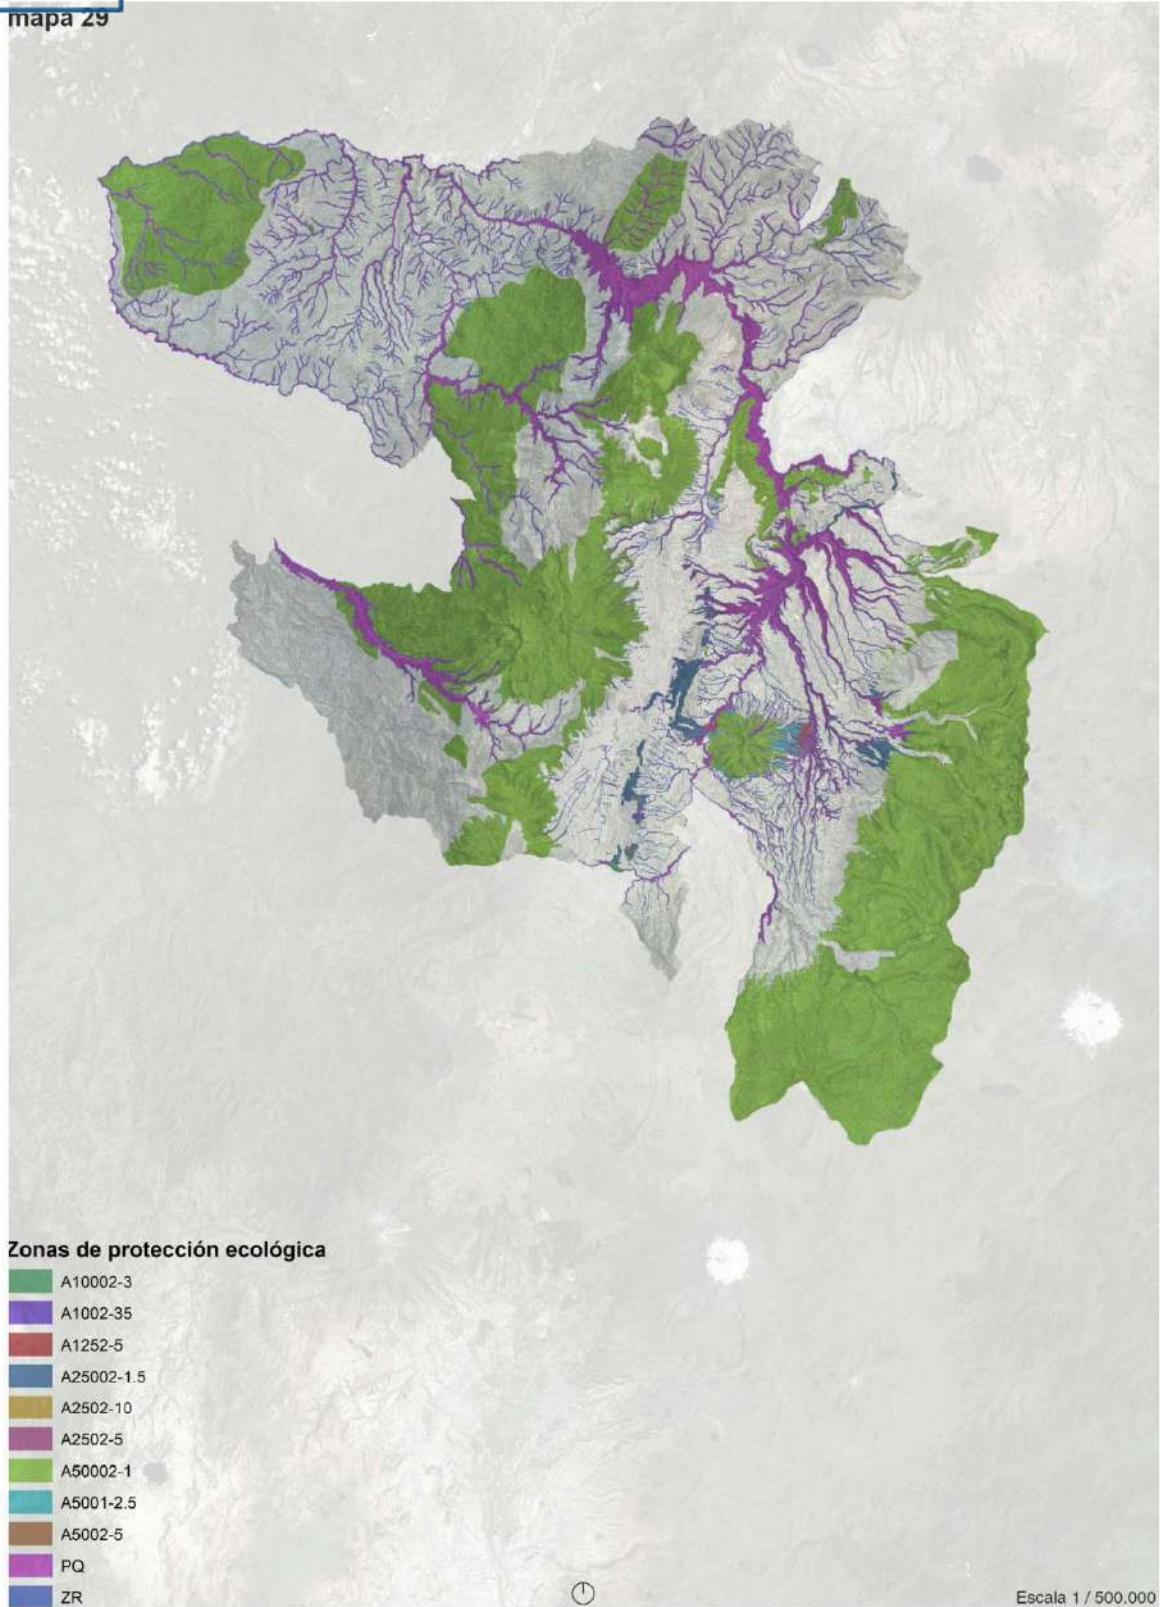 mapa 29
Zonas de protección ecológica
A10002-3
A1002-35
A1252-5
A25002-1.5
A2502-10
A2502-5
A50002-1
A5001-2.5
A5002-5
PQ
ZR
Escala 1 / 500.000